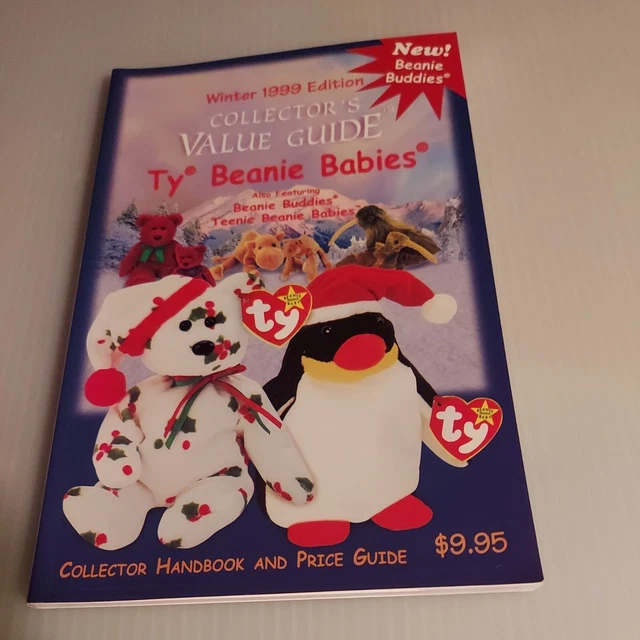 New!
Beanie
Buddies®
Winter 1999 Edition
COLLECTOR'S
VALUE GUIDE™
Ty® Beanie Babies®
Also Featuring
Beanie Buddies®
Teenie Beanie Babies
ty
ty
COLLECTOR HANDBOOK AND PRICE GUIDE
$9.95